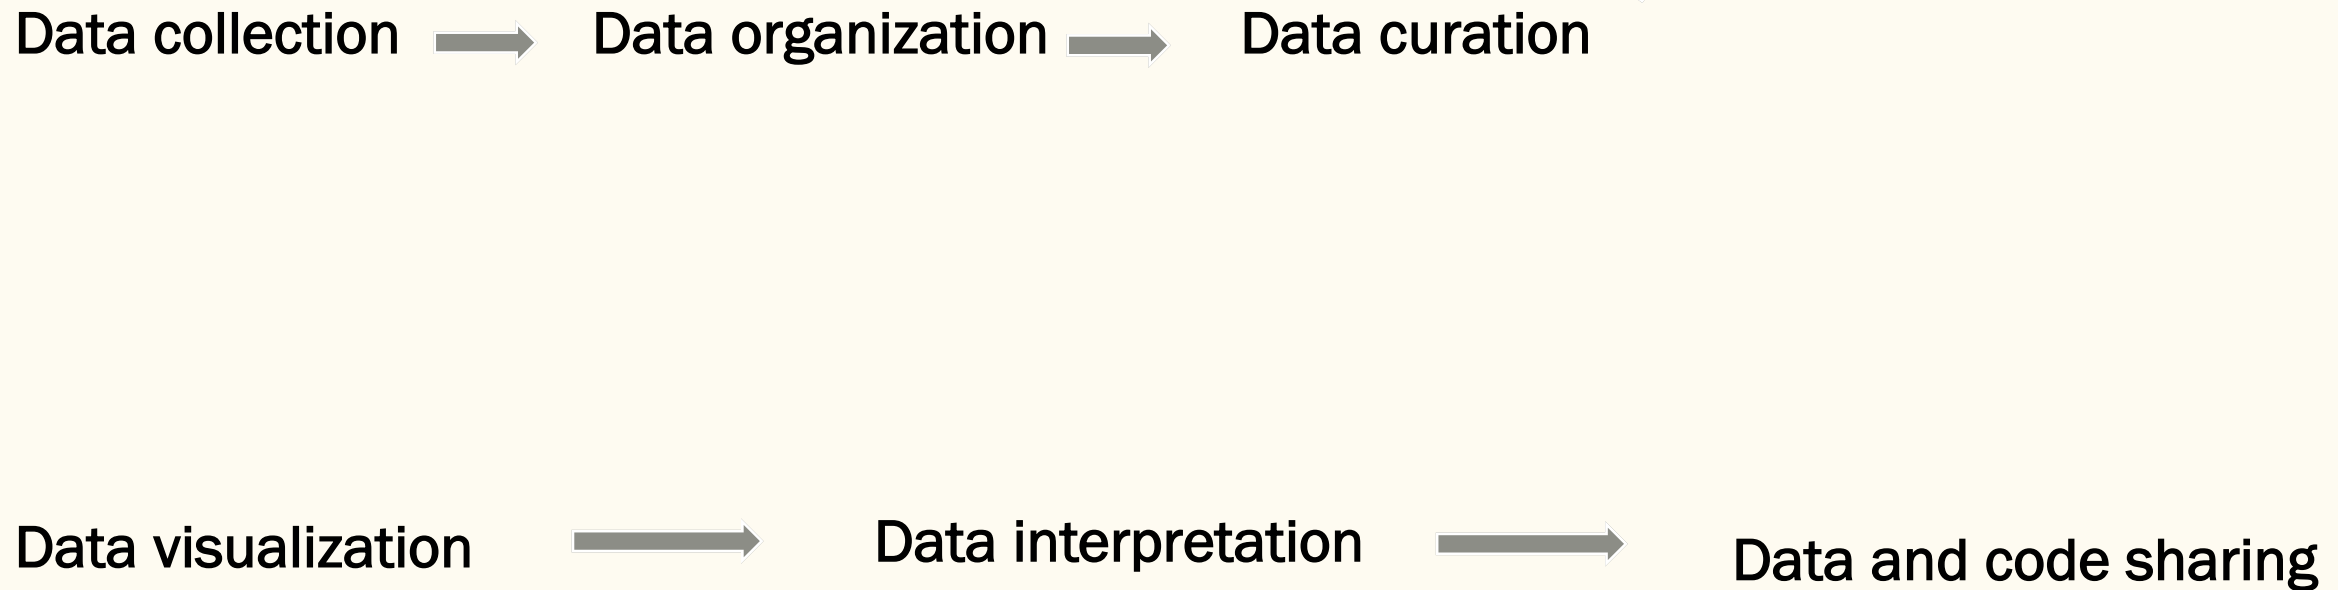 Data collection
Data organization
Data curation
Data visualization
Data interpretation
Data and code sharing